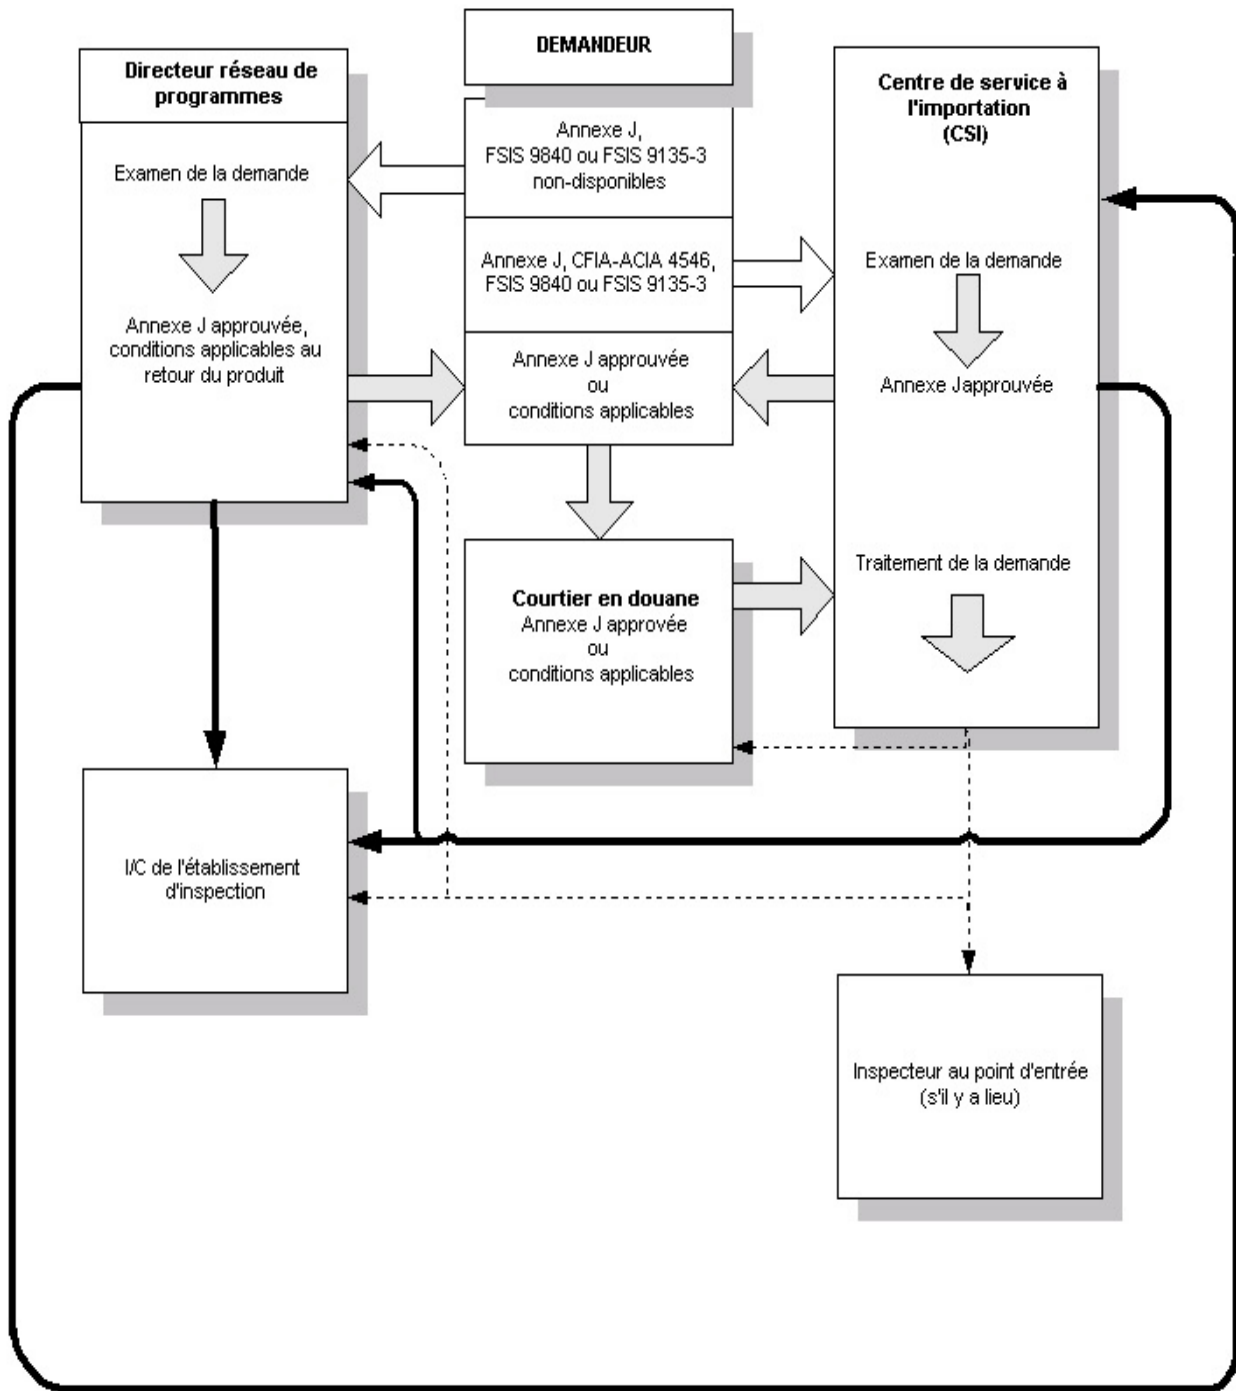 DEMANDEUR
Directeur réseau de
programmes
Examen de la demande
Annexe J approuvée,
conditions applicables au
retour du produit
Annexe J,
FSIS 9840 ou FSIS 9135-3
non-disponibles
Annexe J, CFIA-ACIA 4546,
FSIS 9840 ou FSIS 9135-3
Annexe J approuvée
ou
conditions applicables
Centre de service à
l'importation
(CSI)
Examen de la demande
Annexe Japprouvée
Traitement de la demande
Courtier en douane
Annexe J approvée
ou
conditions applicables
I/C de l'établissement
d'inspection
Inspecteur au point d'entrée
(s'il y a lieu)